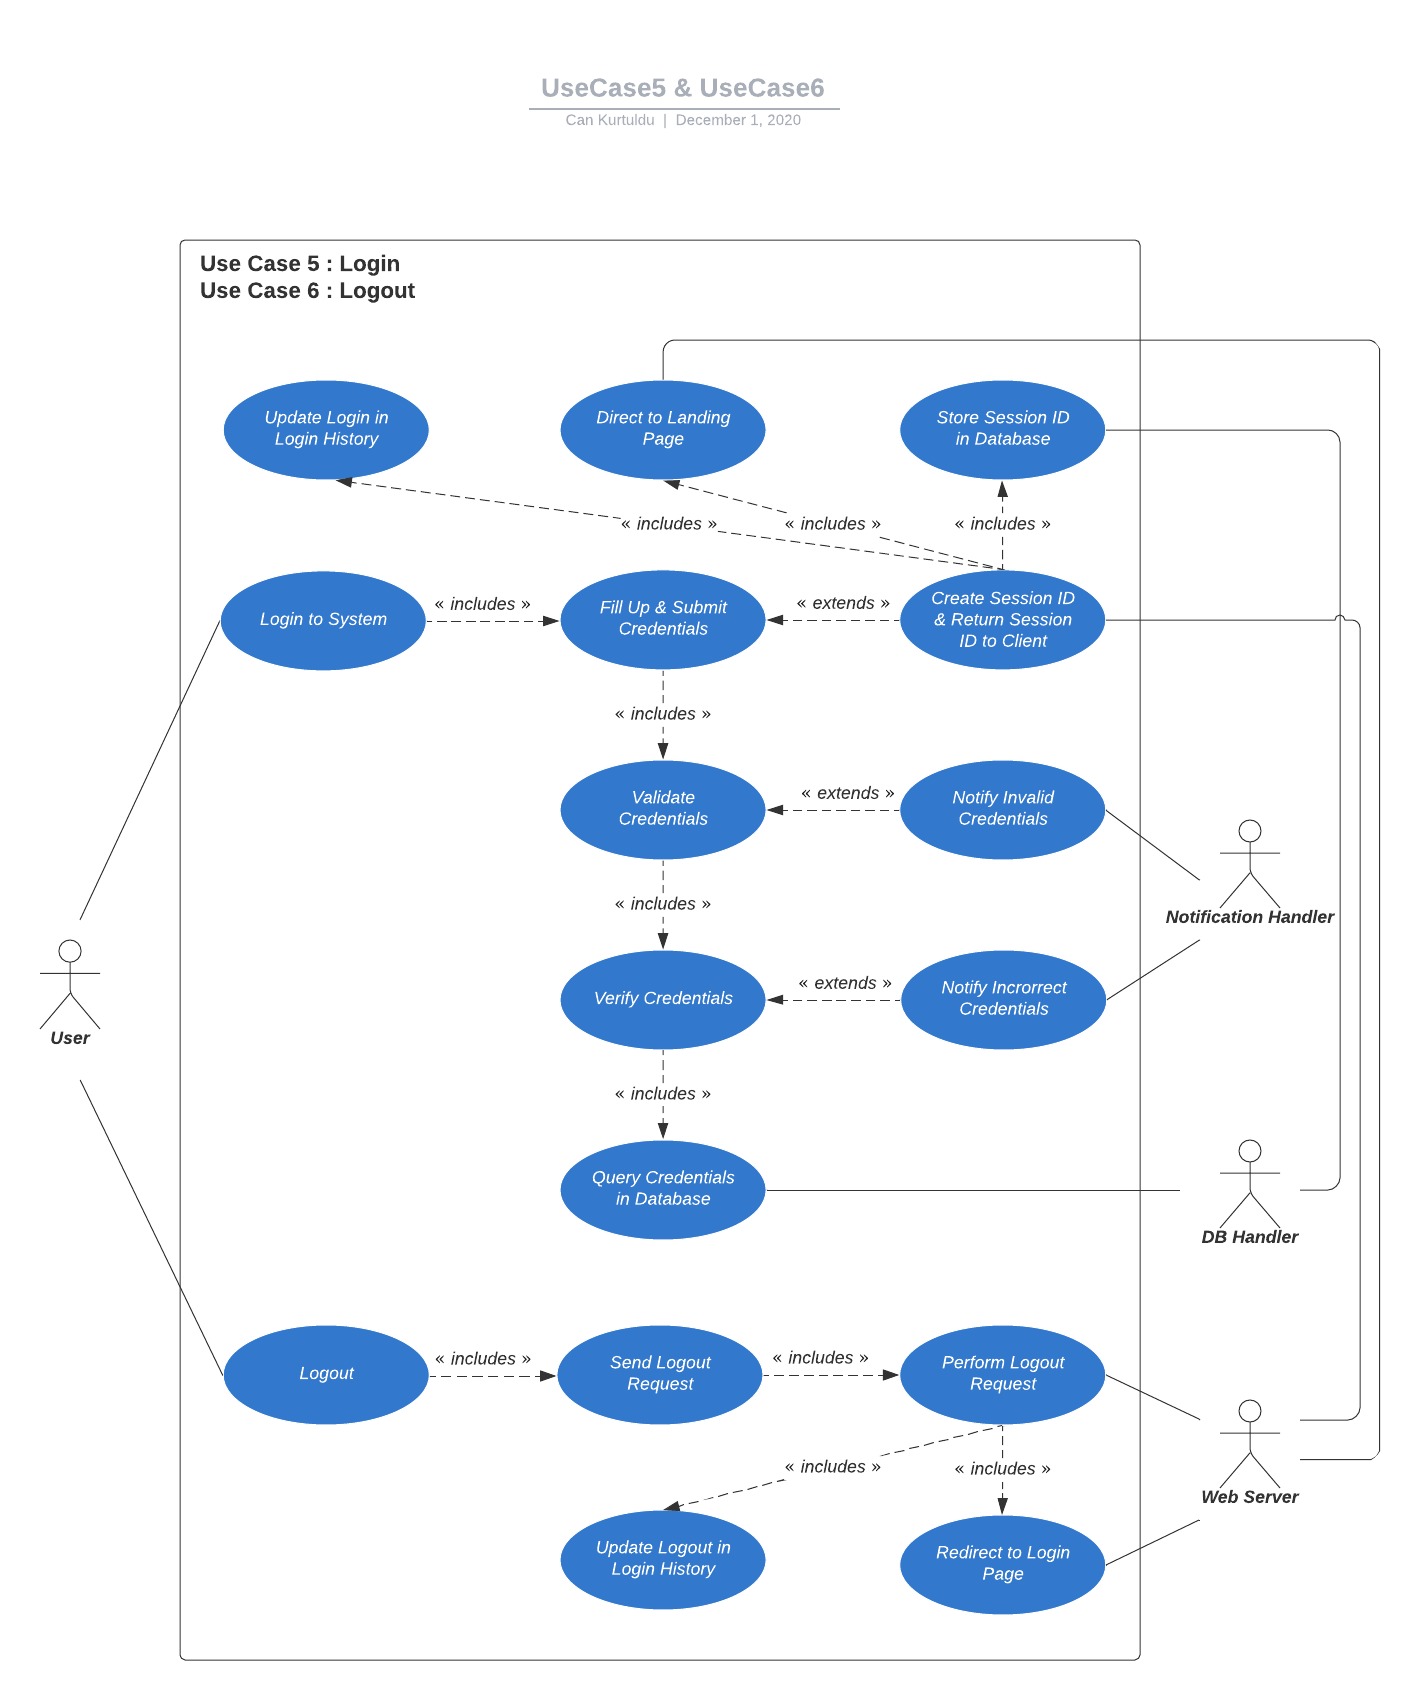 UseCase5 & UseCase6
Can Kurtuldu | December 1, 2020
Use Case 5 : Login
Use Case 6 : Logout
Update Login in
Login History
Direct to Landing
Page
Store Session ID
in Database
« includes »
« includes »
« includes »
Login to System
« includes »
Fill Up & Submit
Credentials
« extends »
Create Session ID
& Return Session
ID to Client
« includes »
Validate
Credentials
« extends »
Notify Invalid
Credentials
Notification Handler
« includes »
Verify Credentials
« extends »
Notify Incrorrect
Credentials
User
« includes »
Query Credentials
in Database
DB Handler
Logout
« includes »
Send Logout
Request
« includes »
Perform Logout
Request
« includes »
« includes »
Web Server
Update Logout in
Login History
Redirect to Login
Page